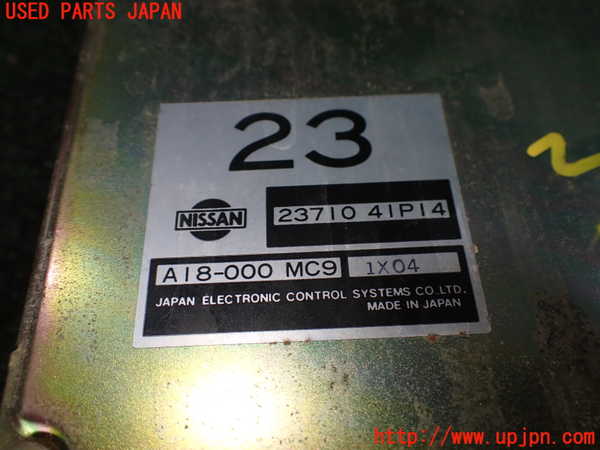 USED PARTS JAPAN
23
NISSAN
23710 41P14
A18-000 MC9 1X04
JAPAN ELECTRONIC CONTROL SYSTEMS CO.,LTD.
MADE IN JAPAN
http://www.upjpn.com